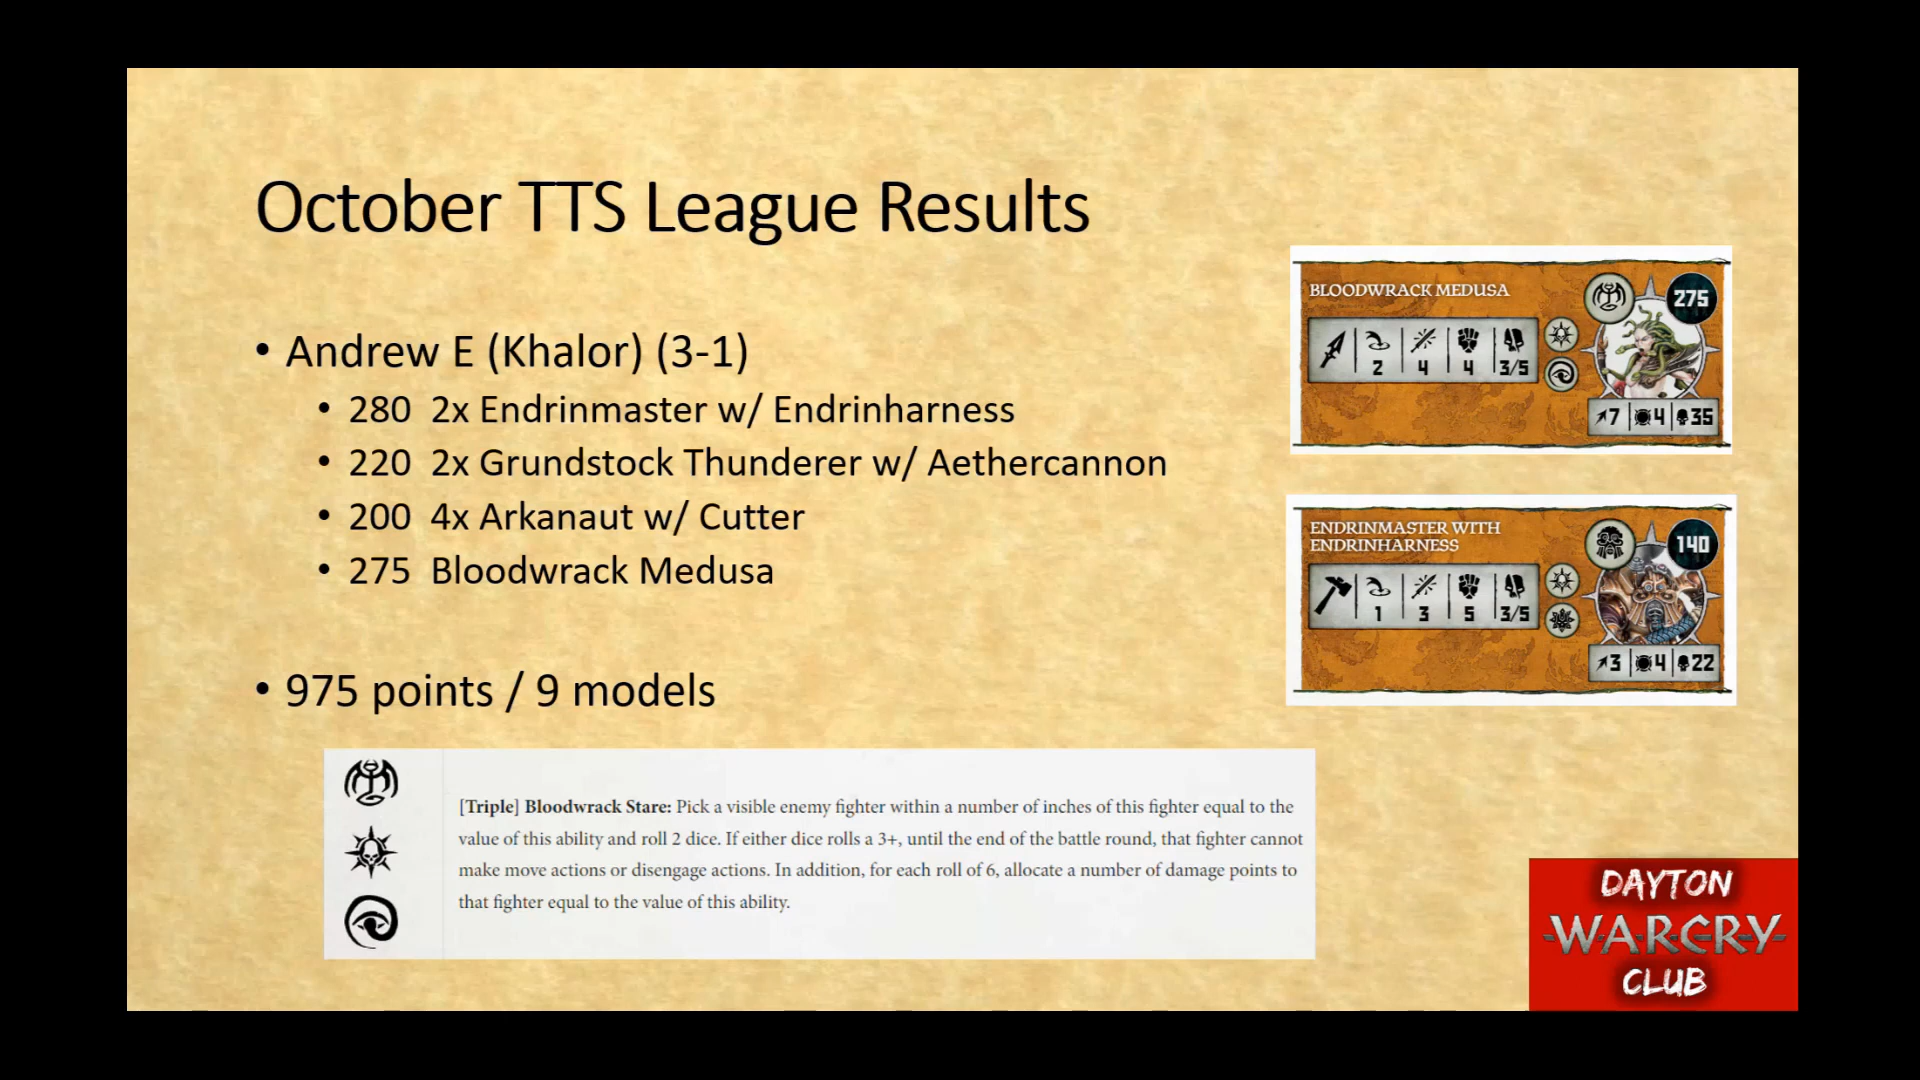 October TTS League Results
• Andrew E (Khalor) (3-1)
• 280 2x Endrinmaster w/ Endrinharness
• 220 2x Grundstock Thunderer w/ Aethercannon
• 200 4x Arkanaut w/ Cutter
• 275 Bloodwrack Medusa
• 975 points / 9 models
BLOODWRACK MEDUSA
275
2 4 4 3/5
7 4 35
ENDRINMASTER WITH
ENDRINHARNESS
140
1 3 5 3/5
3 4 22
[Triple] Bloodwrack Stare: Pick a visible enemy fighter within a number of inches of this fighter equal to the
value of this ability and roll 2 dice. If either dice rolls a 3+, until the end of the battle round, that fighter cannot
make move actions or disengage actions. In addition, for each roll of 6, allocate a number of damage points to
that fighter equal to the value of this ability.
DAYTON
WARCRY
CLUB